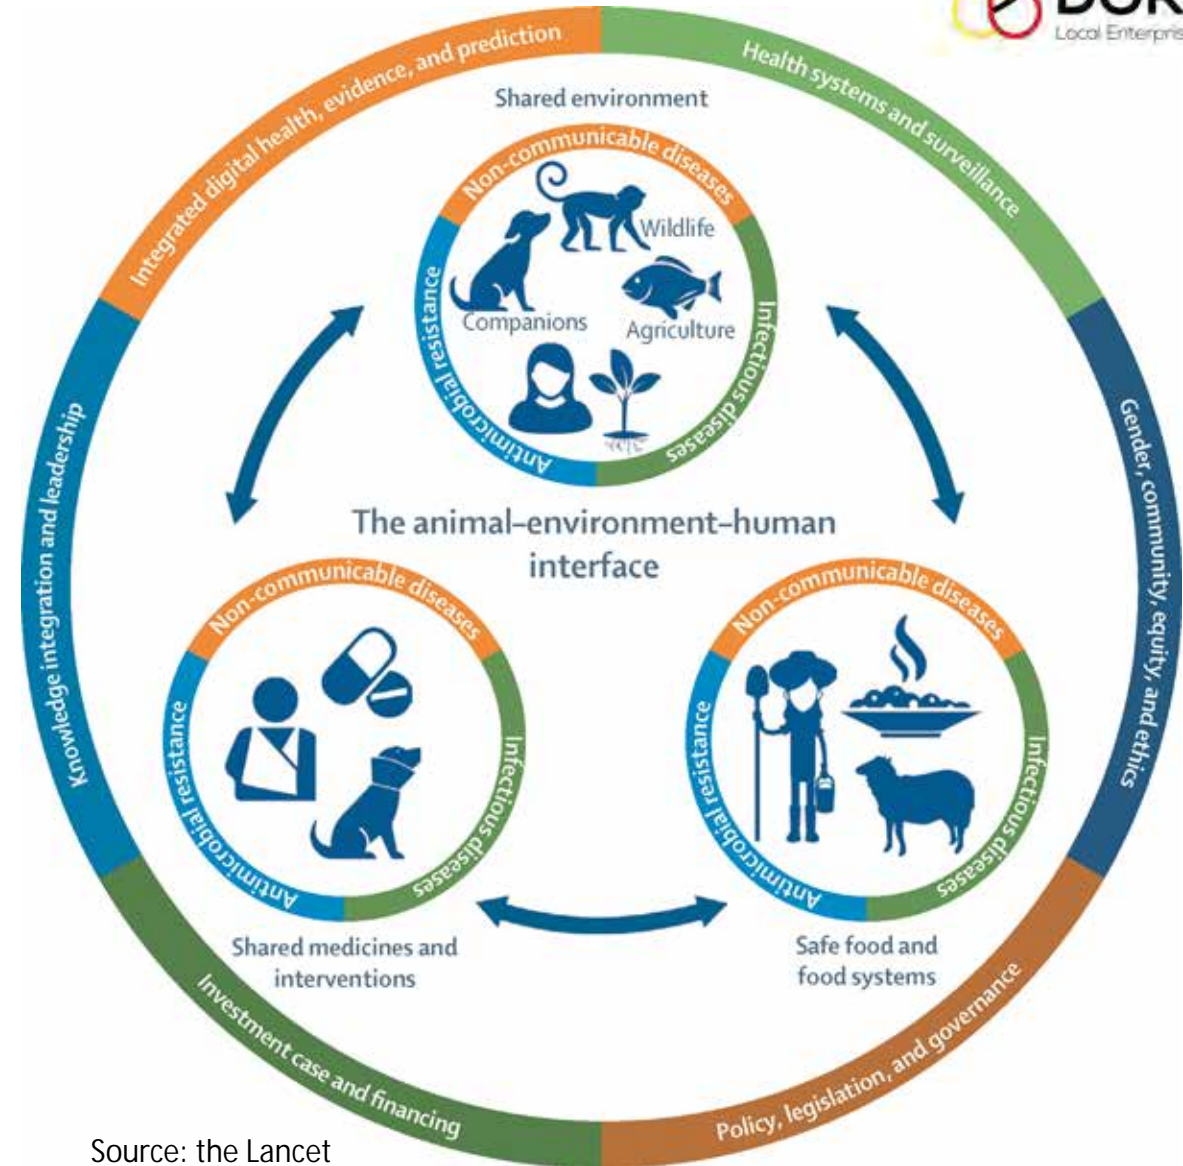 Local Enterpris
Integrated digital health, evidence, and prediction
Health systems and surveillance
Shared environment
Non-communicable diseases
Wildlife
Companions
Agriculture
Antimicrobial resistance
Infectious diseases
Knowledge integration and leadership
Gender, community, equity, and ethics
The animal–environment–human
interface
Non-communicable diseases
Antimicrobial resistance
Infectious diseases
Shared medicines and
interventions
Non-communicable diseases
Antimicrobial resistance
Infectious diseases
Safe food and
food systems
Investment case and financing
Policy, legislation, and governance
Source: the Lancet